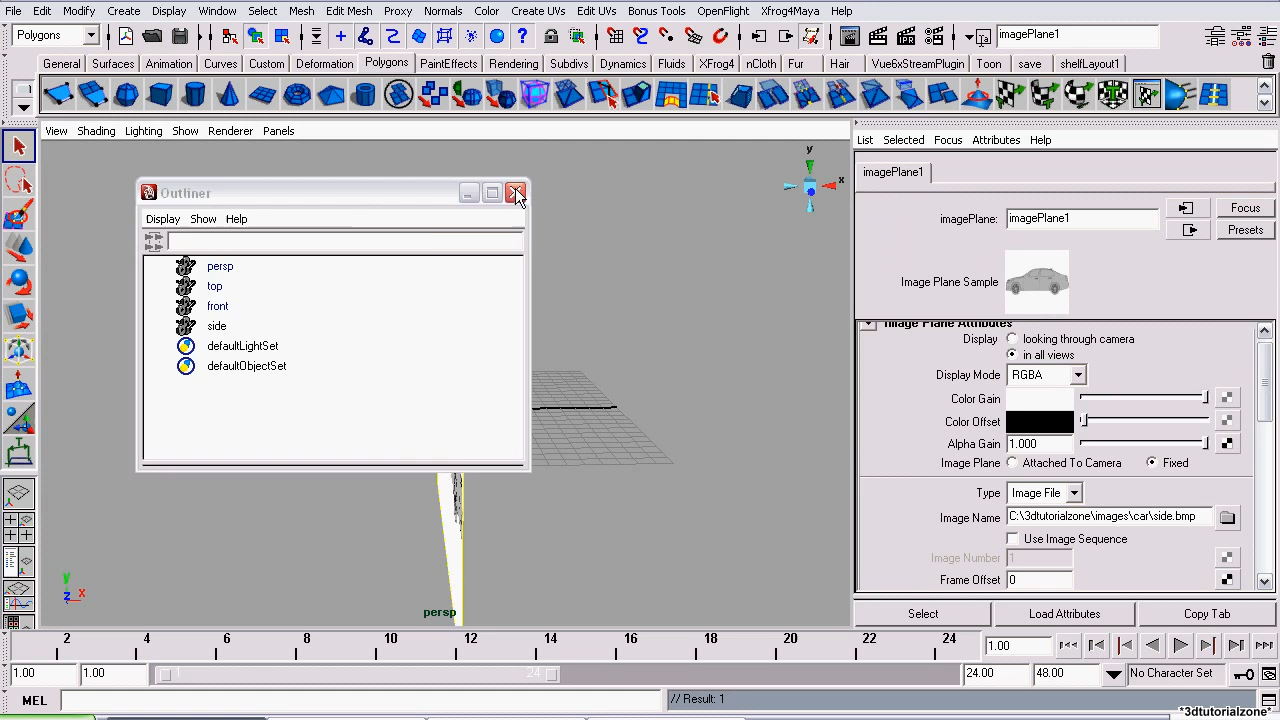 File Edit Modify Create Display Window Select Mesh Edit Mesh Proxy Normals Color Create UVs Edit UVs Bonus Tools OpenFlight Xfrog4Maya Help
Polygons imagePlane1
General Surfaces Animation Curves Custom Deformation Polygons PaintEffects Rendering Subdivs Dynamics Fluids XFrog4 nCloth Fur Hair Vue6xStreamPlugin Toon save shelfLayout1
View Shading Lighting Show Renderer Panels
List Selected Focus Attributes Help
y
x
imagePlane1
Outliner
Display Show Help
imagePlane: imagePlane1
Focus
Presets
persp
top
front
side
defaultLightSet
defaultObjectSet
Image Plane Sample
Image Plane Attributes
Display looking through camera
in all views
Display Mode RGBA
Color Gain
Color Offset
Alpha Gain 1.000
Image Plane Attached To Camera Fixed
Type Image File
Image Name C:\3dtutorialzone\images\car\side.bmp
Use Image Sequence
Image Number 1
Frame Offset 0
y
z x
persp
Select Load Attributes Copy Tab
2 4 6 8 10 12 14 16 18 20 22 24 1.00
1.00 1.00 1 24 24.00 48.00 No Character Set
MEL // Result: 1
*3dtutorialzone*